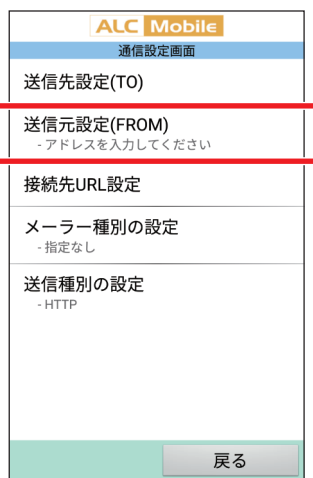 ALC Mobile
通信設定画面
送信先設定(TO)
送信元設定(FROM)
- アドレスを入力してください
接続先URL設定
メーラー種別の設定
- 指定なし
送信種別の設定
- HTTP
戻る